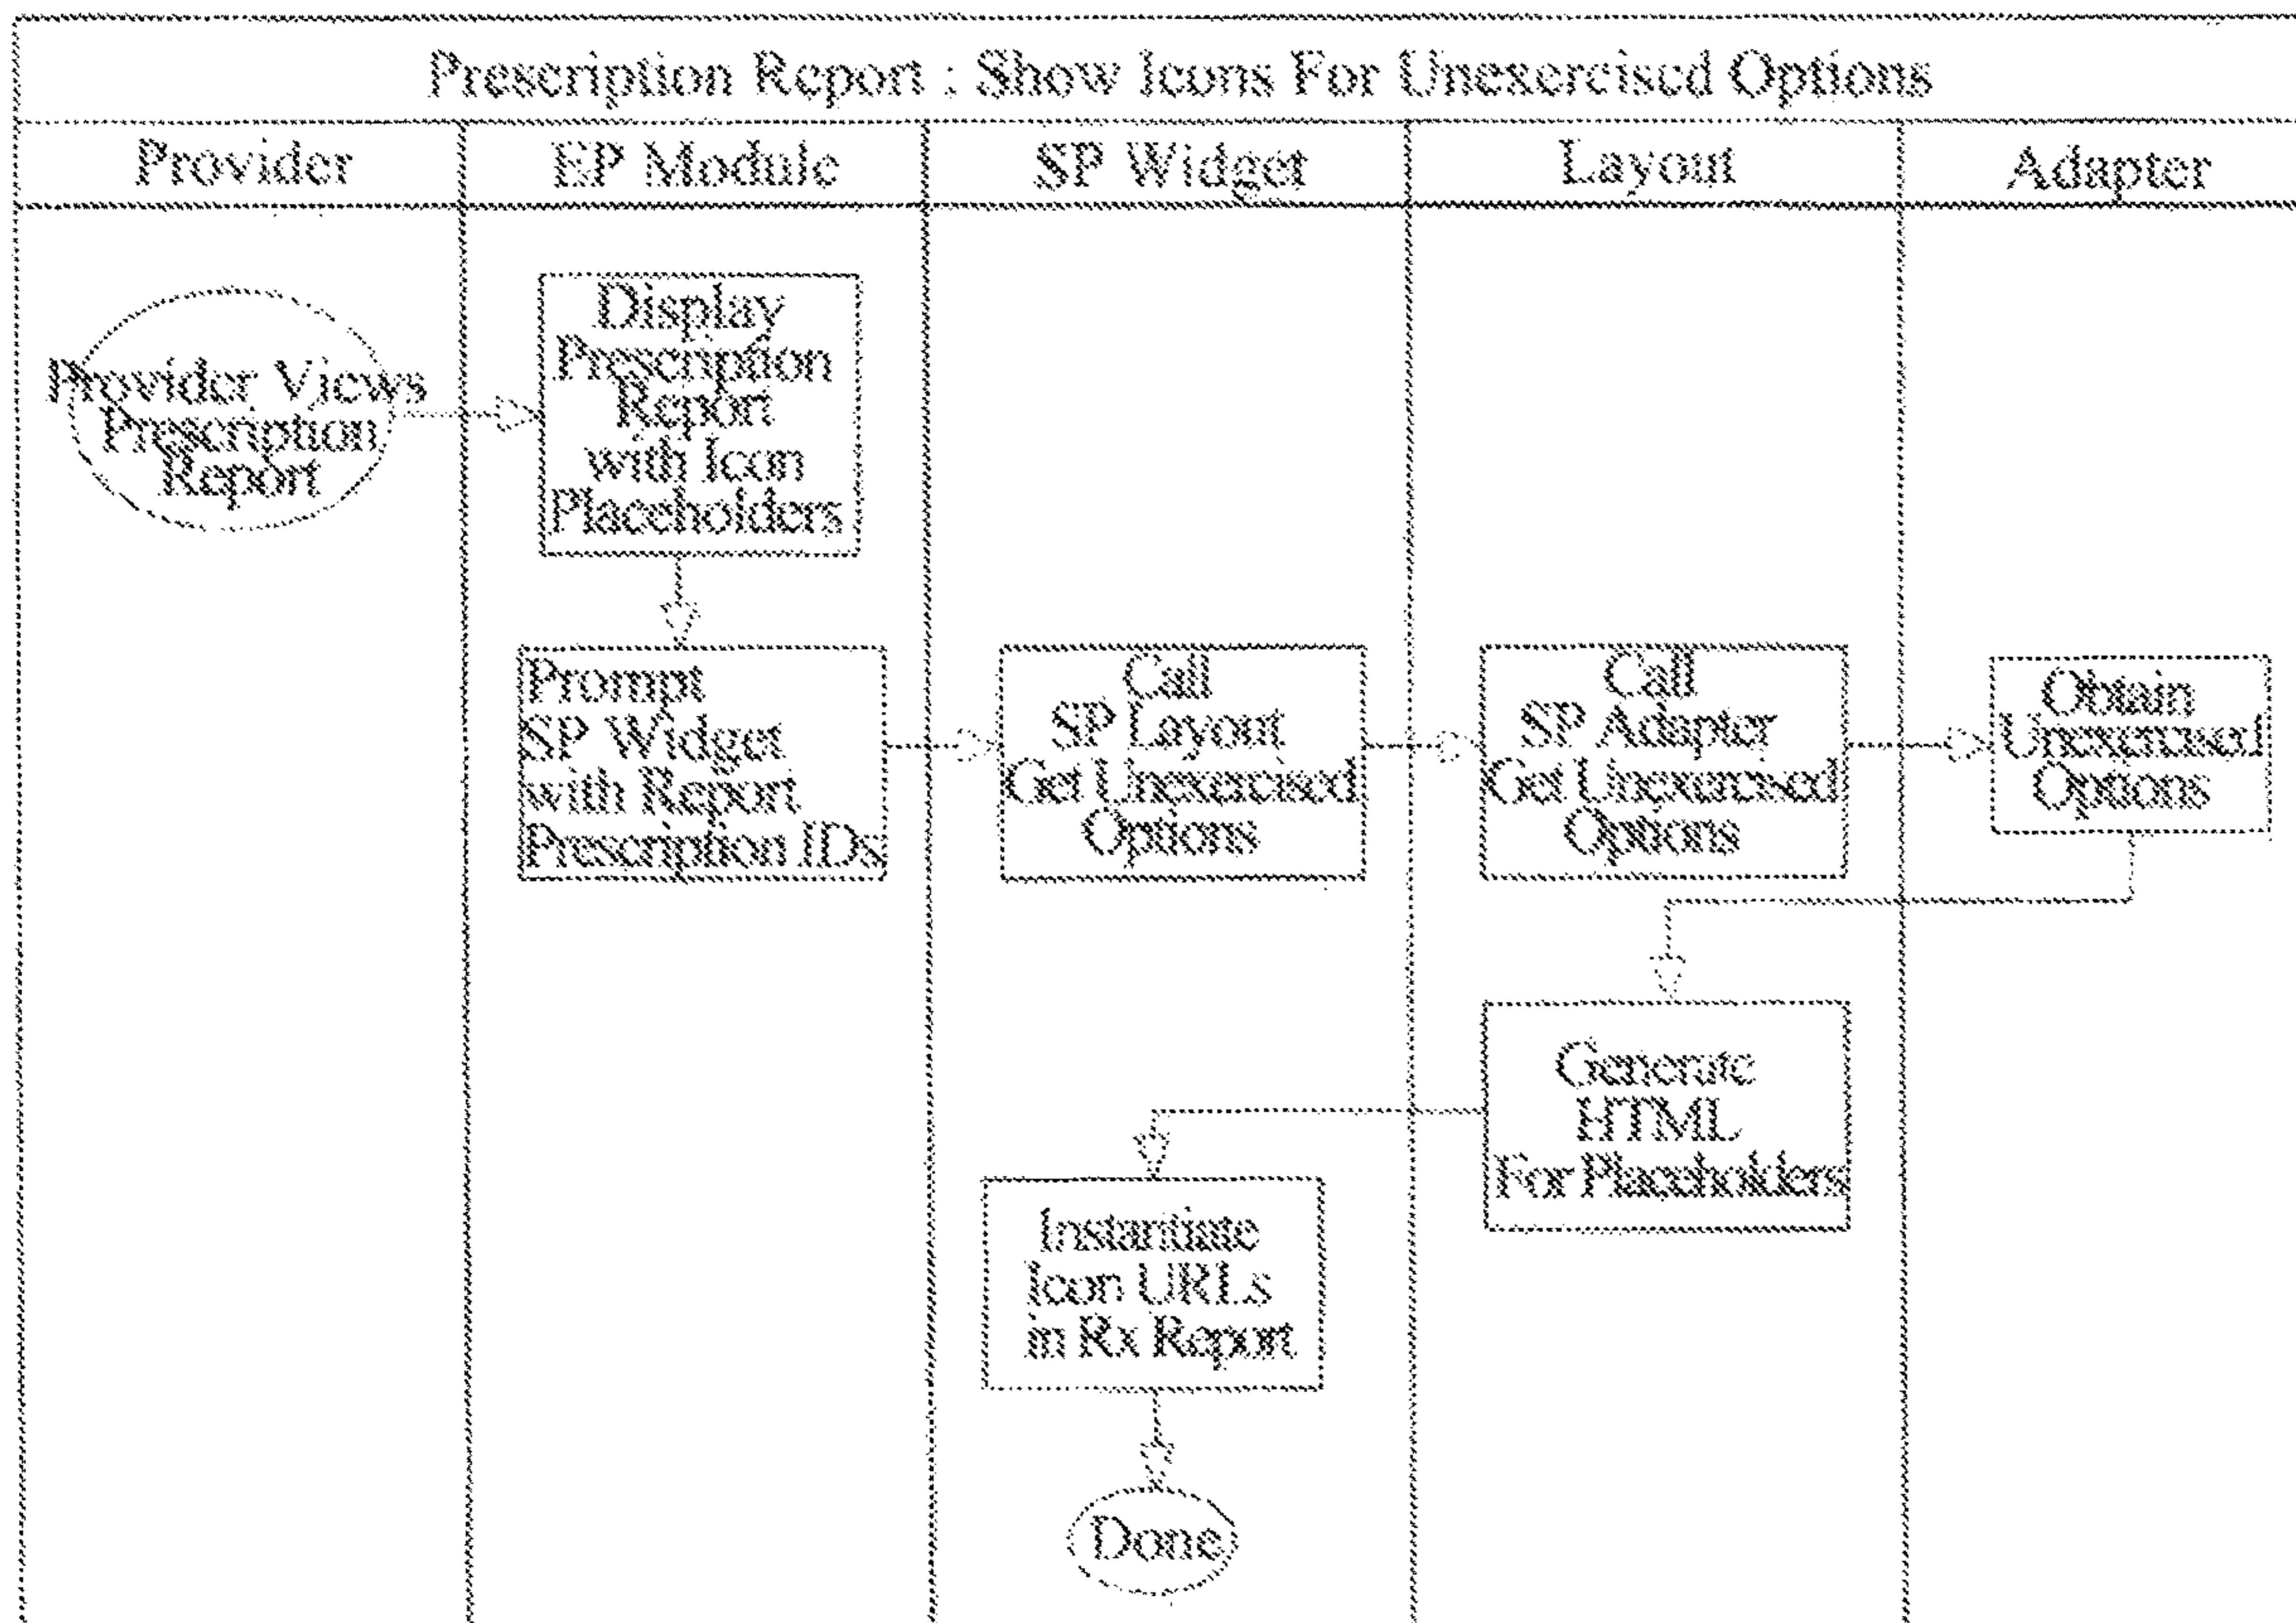 Prescription Report : Show Icons For Unexercised Options
Provider
EP Module
SP Widget
Layout
Adapter
Provider Views
Prescription
Report
Display
Prescription
Report
with Icon
Placeholders
Prompt
SP Widget
with Report
Prescription IDs
Call
SP Layout
Get Unexercised
Options
Call
SP Adapter
Get Unexercised
Options
Obtain
Unexercised
Options
Generate
HTML
For Placeholders
Instantiate
Icon URLs
in Rx Report
Done